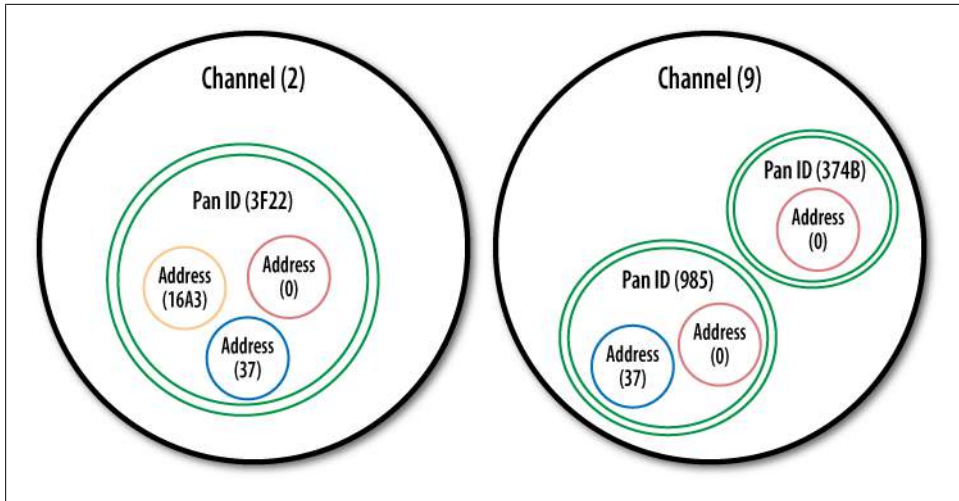 Channel (2)
Pan ID (3F22)
Address
(16A3)
Address
(0)
Address
(37)
Channel (9)
Pan ID (374B)
Address
(0)
Pan ID (985)
Address
(37)
Address
(0)